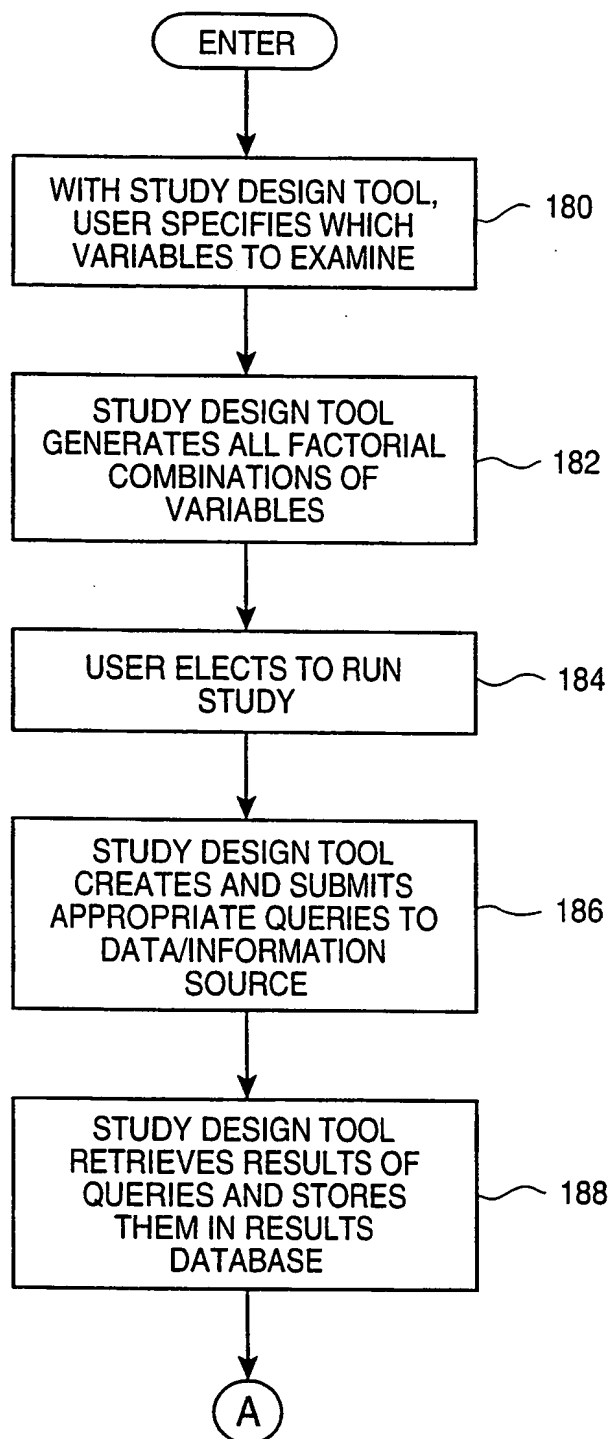 ENTER
WITH STUDY DESIGN TOOL,
USER SPECIFIES WHICH
VARIABLES TO EXAMINE
180
STUDY DESIGN TOOL
GENERATES ALL FACTORIAL
COMBINATIONS OF
VARIABLES
182
USER ELECTS TO RUN
STUDY
184
STUDY DESIGN TOOL
CREATES AND SUBMITS
APPROPRIATE QUERIES TO
DATA/INFORMATION
SOURCE
186
STUDY DESIGN TOOL
RETRIEVES RESULTS OF
QUERIES AND STORES
THEM IN RESULTS
DATABASE
188
A